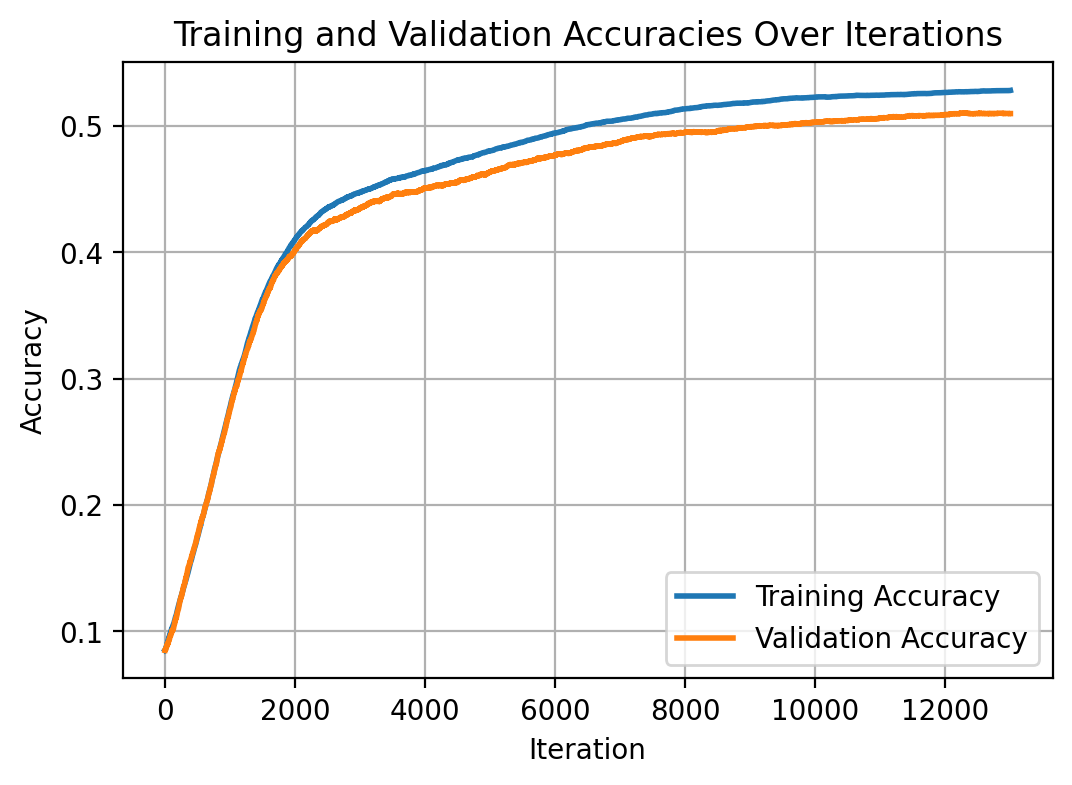 Training and Validation Accuracies Over Iterations
Accuracy
0.5
0.4
0.3
0.2
0.1
Training Accuracy
Validation Accuracy
0 2000 4000 6000 8000 10000 12000
Iteration